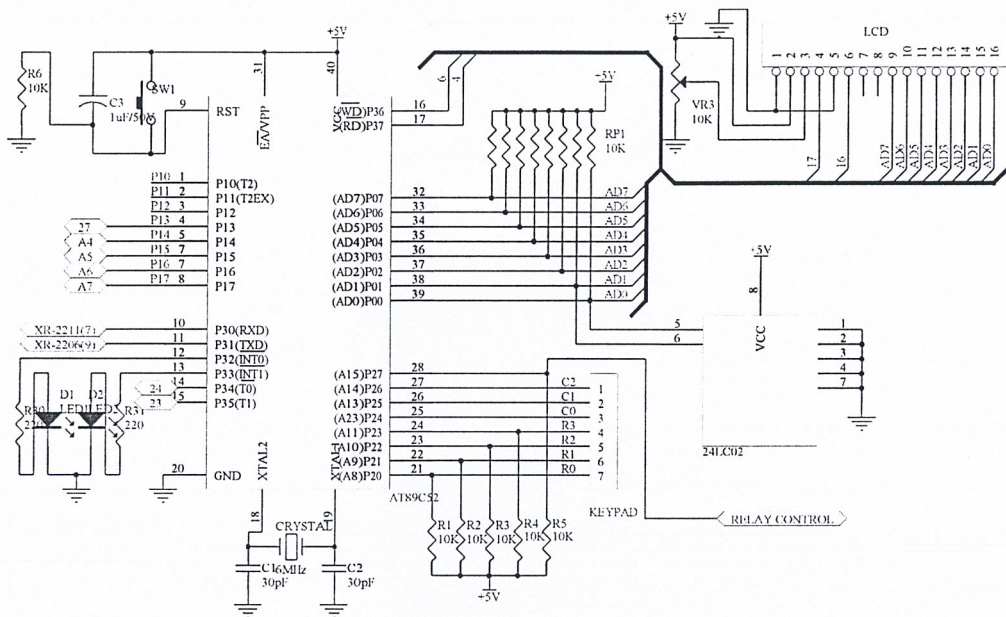 +5V
R6
10K
C3
1uF/50V
SW1
31
40
9
RST
EA/VPP
VCC
16
(WD)P36
17
(RD)P37
6
4
-5V
RP1
10K
+5V
VR3
10K
LCD
1
2
3
4
5
6
7
8
9
10
11
12
13
14
15
16
17
16
AD7
AD6
AD5
AD4
AD3
AD2
AD1
AD0
P10 1 P10(T2)
P11 2 P11(T2EX)
P12 3 P12
27 P13 4 P13
A4 P14 5 P14
A5 P15 7 P15
A6 P16 7 P16
A7 P17 8 P17
(AD7)P07 32 AD7
(AD6)P06 33 AD6
(AD5)P05 34 AD5
(AD4)P04 35 AD4
(AD3)P03 36 AD3
(AD2)P02 37 AD2
(AD1)P01 38 AD1
(AD0)P00 39 AD0
XR-2211(7) 10 P30(RXD)
XR-2206(9) 11 P31(TXD)
12 P32(INT0)
13 P33(INT1)
24 14 P34(T0)
23 15 P35(T1)
R30
220
D1
LED1
D2
LED2
R31
220
20 GND
XTAL2
XTAL1
18
19
(A15)P27 28
(A14)P26 27 C2 1
(A13)P25 26 C1 2
(A23)P24 25 C0 3
(A11)P23 24 R3 4
(A10)P22 23 R2 5
(A9)P21 22 R1 6
(A8)P20 21 R0 7
AT89C52
KEYPAD
+5V
8
VCC
5
6
1
2
3
4
7
24LC02
RELAY CONTROL
R1
10K
R2
10K
R3
10K
R4
10K
R5
10K
+5V
CRYSTAL
C1
30pF
6MHz
C2
30pF